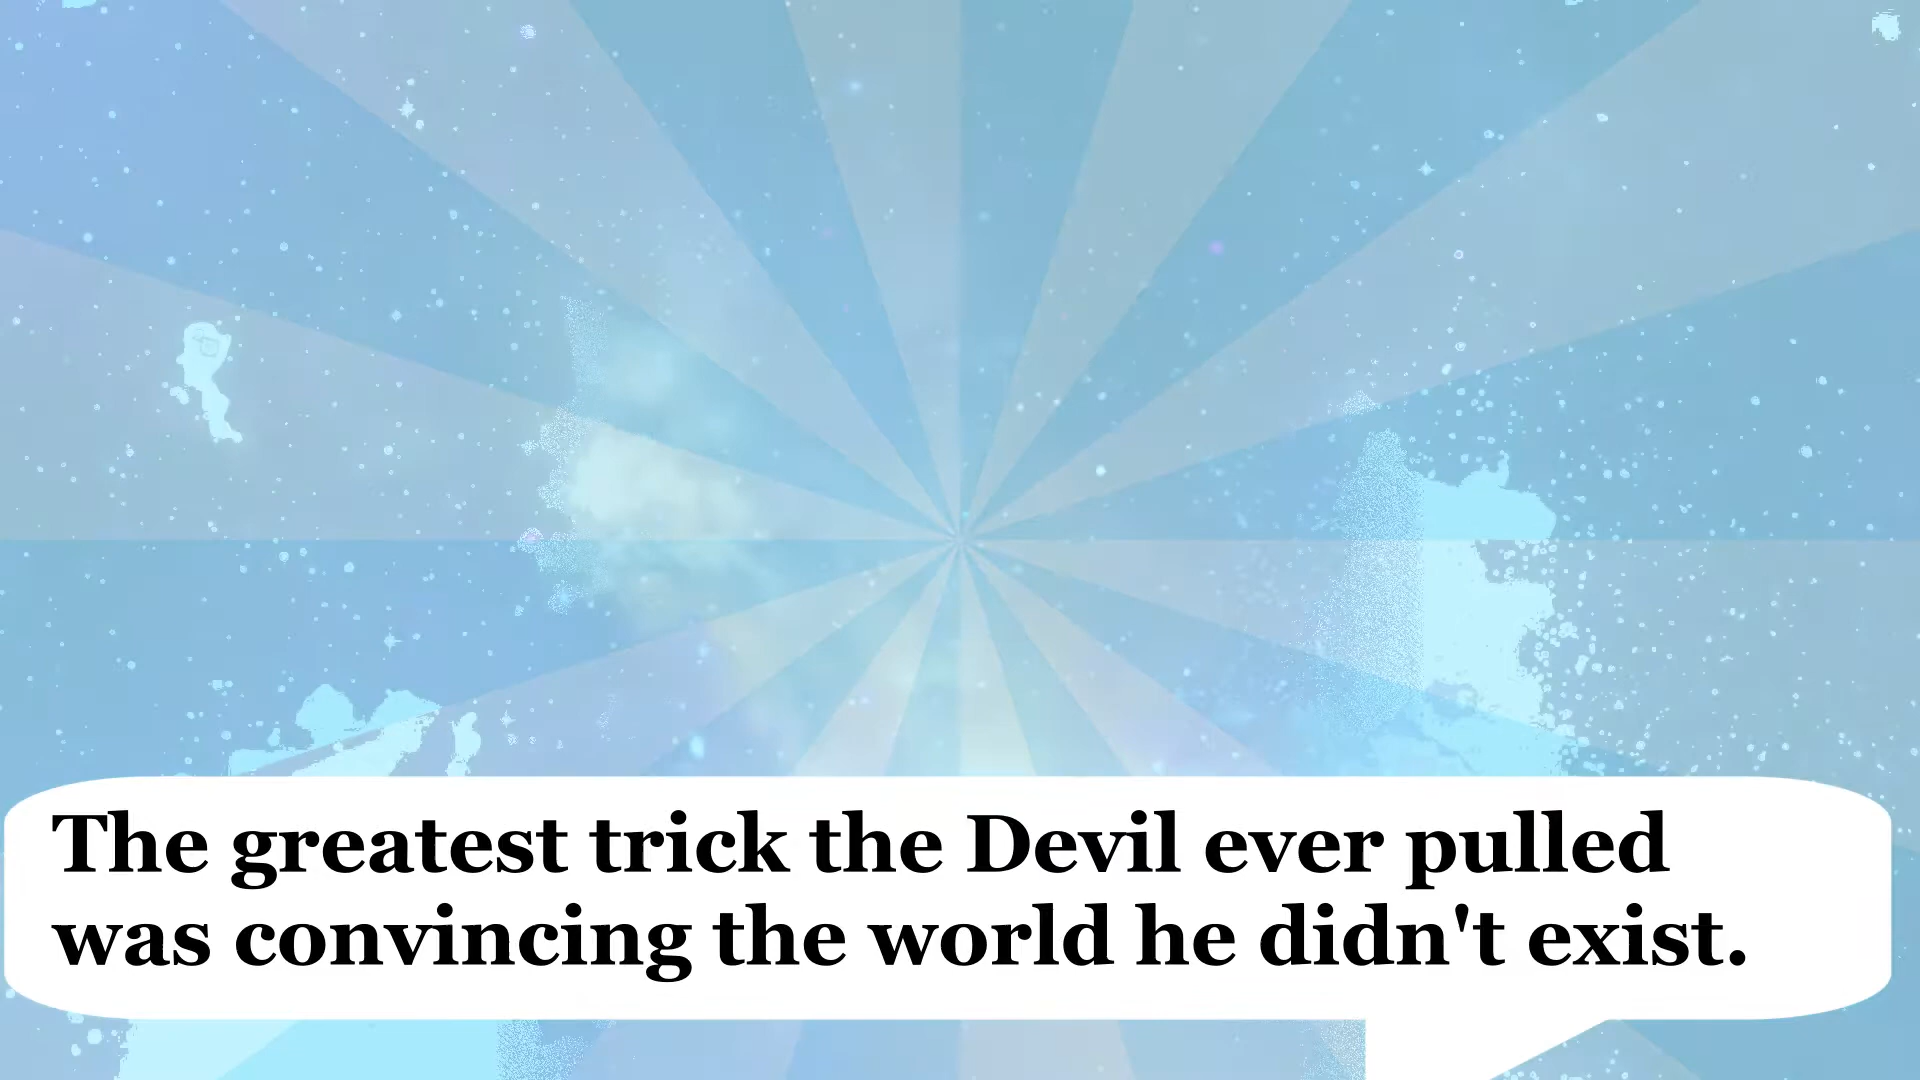 The greatest trick the Devil ever pulled
was convincing the world he didn't exist.